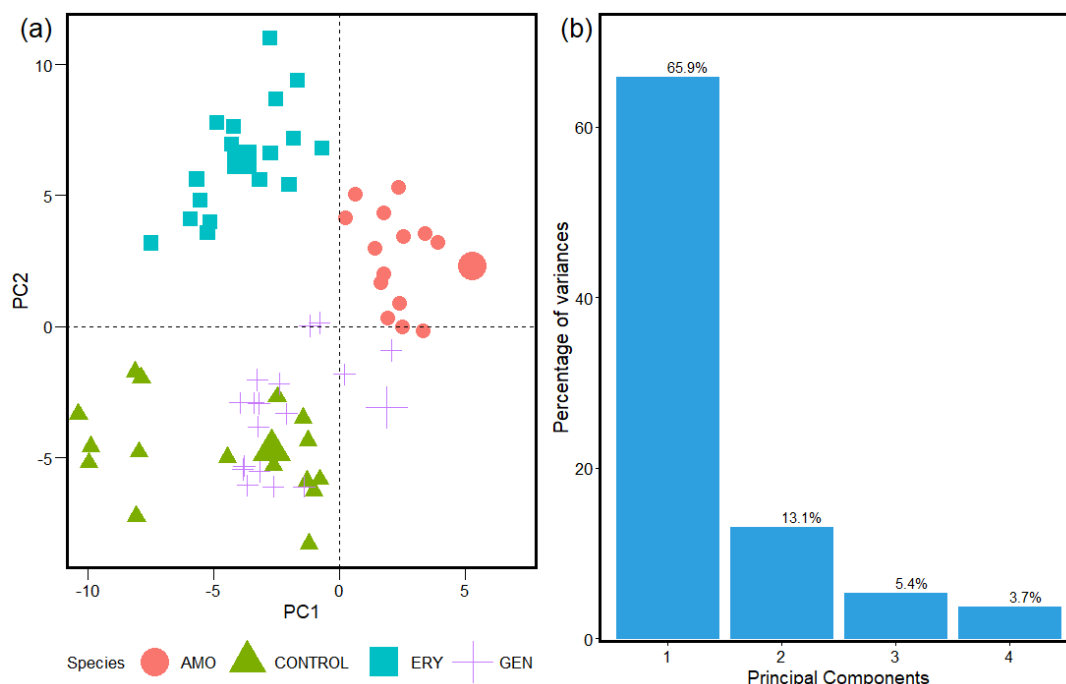 (a)
10
5
0
-5
PC2
-10
-5
0
5
PC1
Species
AMO
CONTROL
ERY
GEN
(b)
65.9%
13.1%
5.4%
3.7%
60
40
20
0
Percentage of variances
1
2
3
4
Principal Components